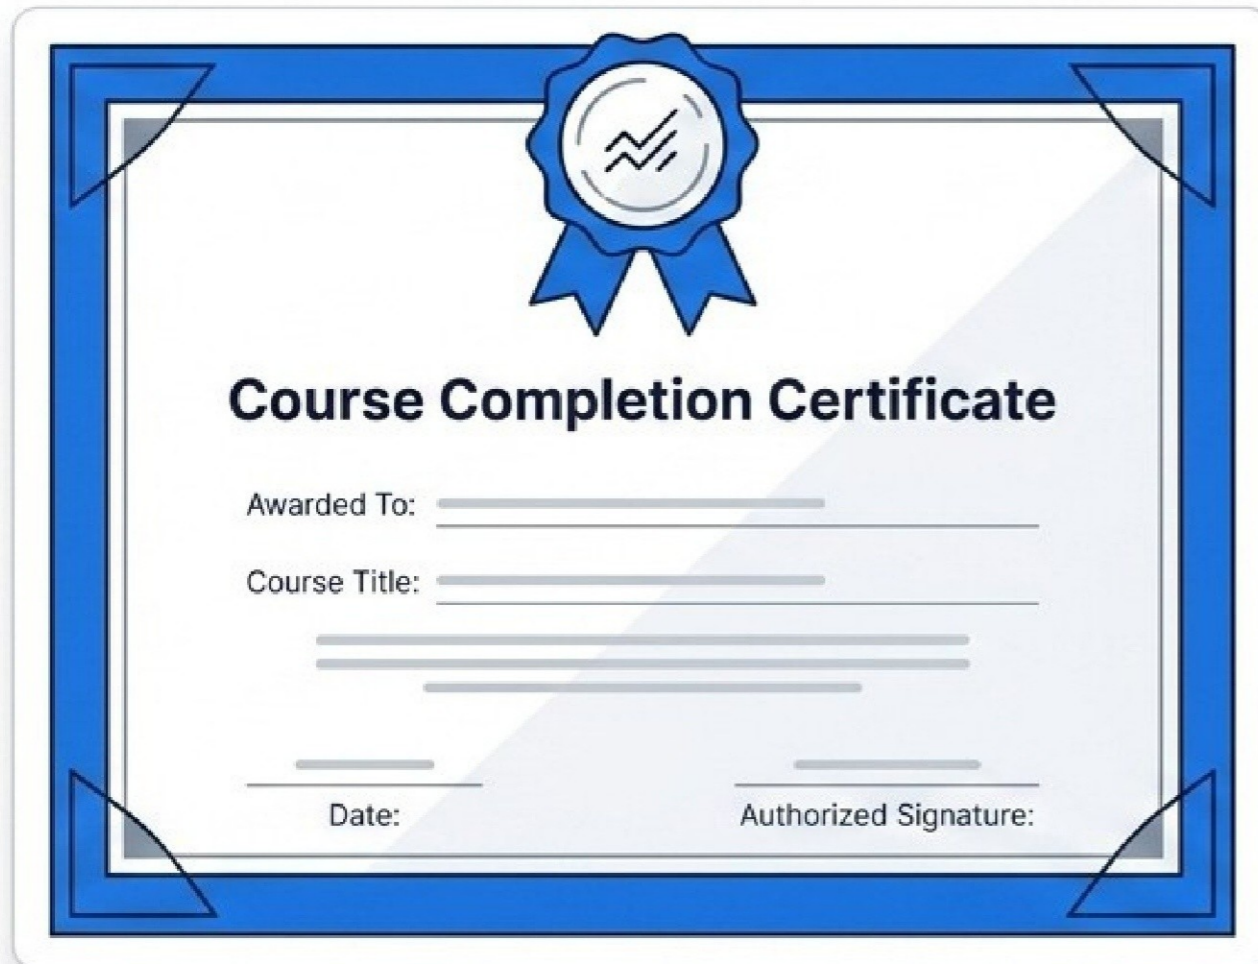 Course Completion Certificate
Awarded To:
Course Title:
Date:
Authorized Signature: